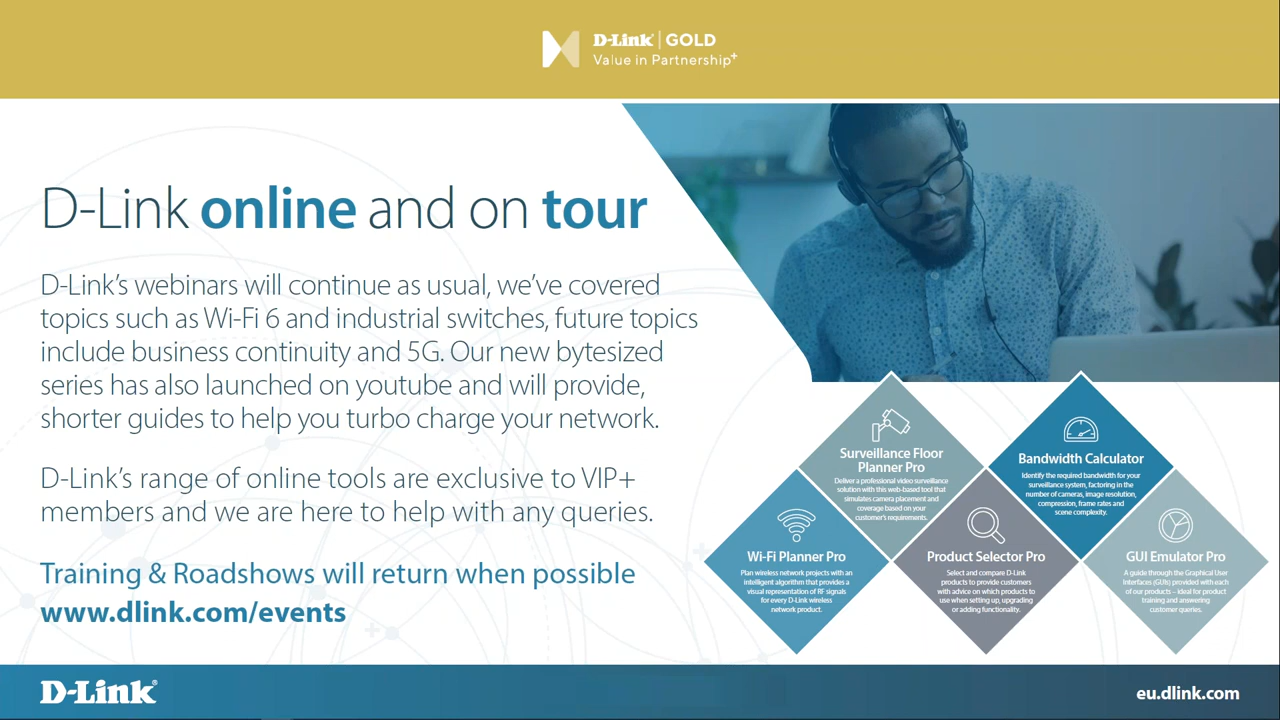 D-Link GOLD
Value in Partnership+
D-Link online and on tour
D-Link's webinars will continue as usual, we've covered
topics such as Wi-Fi 6 and industrial switches, future topics
include business continuity and 5G. Our new bytesized
series has also launched on youtube and will provide,
shorter guides to help you turbo charge your network.
D-Link's range of online tools are exclusive to VIP+
members and we are here to help with any queries.
Training & Roadshows will return when possible
www.dlink.com/events
Surveillance Floor
Planner Pro
Deliver a professional video surveillance
solution with this web-based tool that
simulates camera placement and
coverage based on your
customer's requirements.
Bandwidth Calculator
Identify the required bandwidth for your
surveillance system, factoring in the
number of cameras, image resolution,
compression, frame rates and
scene complexity.
Wi-Fi Planner Pro
Plan wireless network projects with an
intelligent algorithm that provides a
visual representation of RF signals
for every D-Link wireless
network product.
Product Selector Pro
Select and compare D-Link
products to provide customers
with advice on which products to
use when setting up, upgrading
or adding functionality.
GUI Emulator Pro
A guide through the Graphical User
Interfaces (GUIs) provided with each
of our products – ideal for product
training and answering
customer queries.
D-Link®
eu.dlink.com